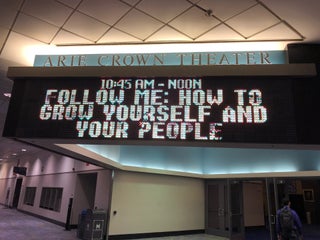 ARIE CROWN THEATER
10:45 AM - NOON
FOLLOW ME: HOW TO
GROW YOURSELF AND
YOUR PEOPLE